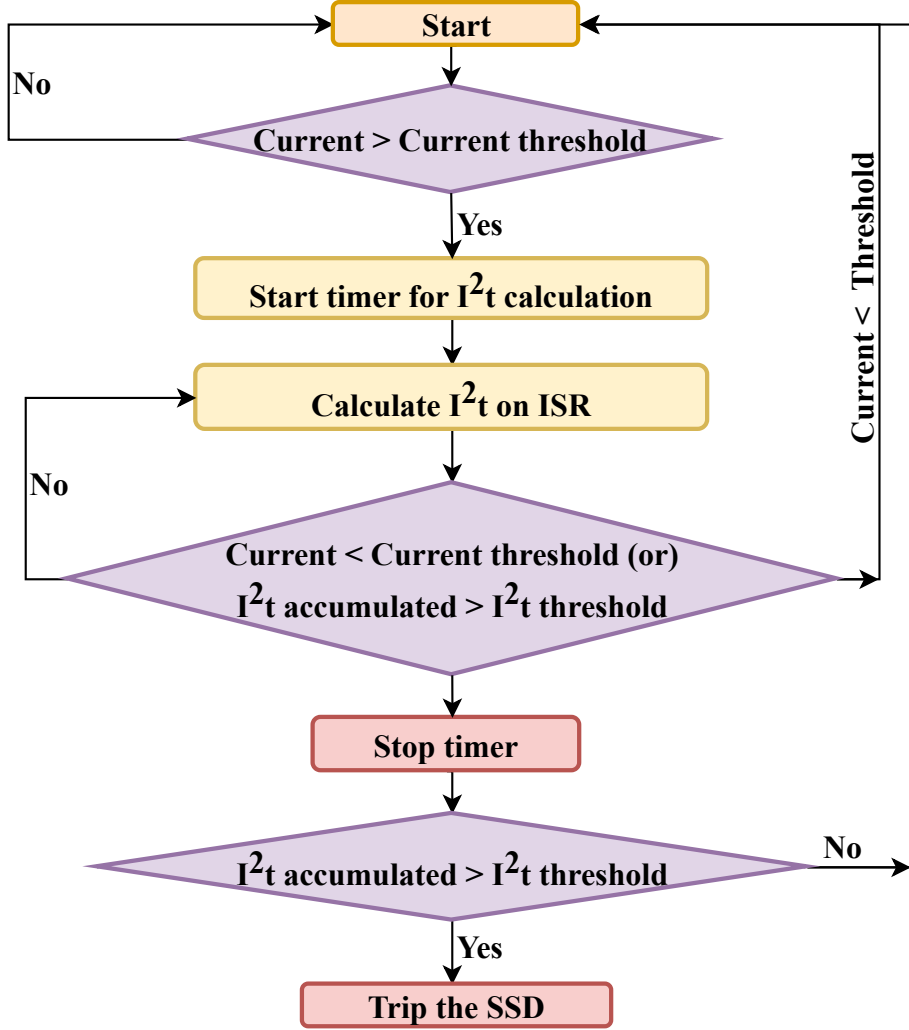 Start
No
Current > Current threshold
Yes
Start timer for I²t calculation
Calculate I²t on ISR
Current < Threshold
No
Current < Current threshold (or)
I²t accumulated > I²t threshold
Stop timer
I²t accumulated > I²t threshold
No
Yes
Trip the SSD